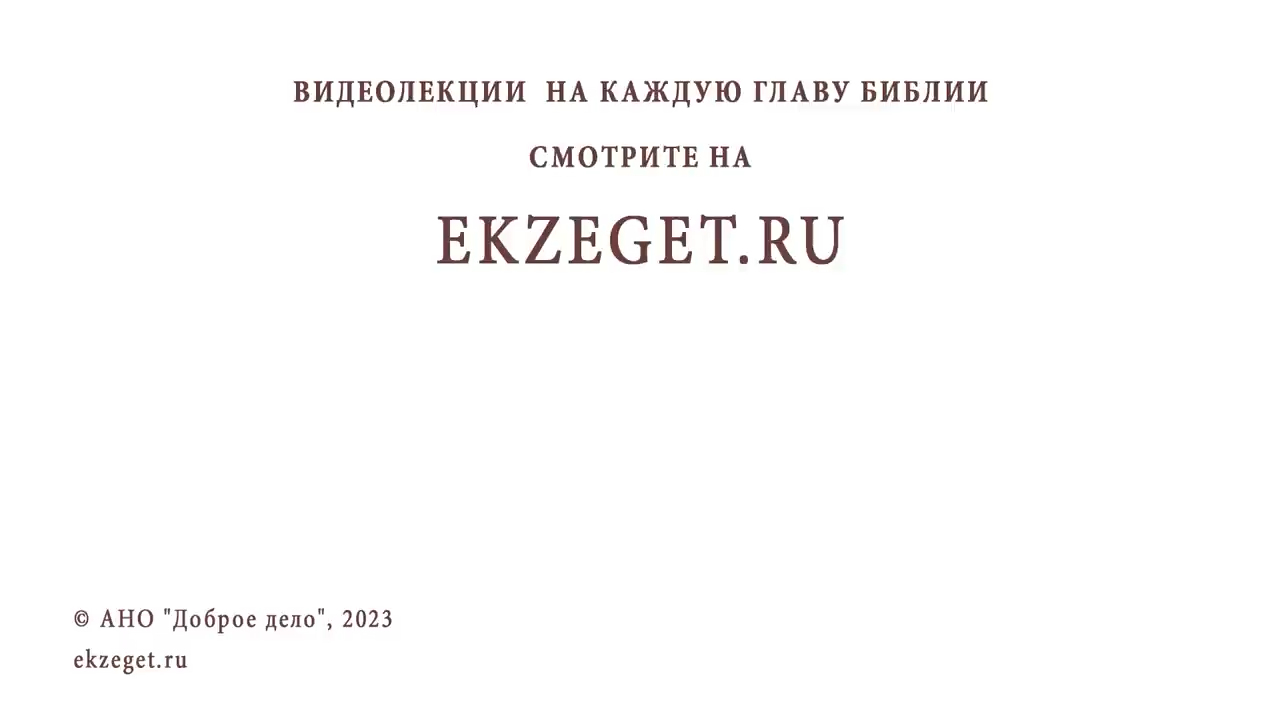 ВИДЕОЛЕКЦИИ НА КАЖДУЮ ГЛАВУ БИБЛИИ
СМОТРИТЕ НА
EKZEGET.RU
© АНО "Доброе дело", 2023
ekzeget.ru